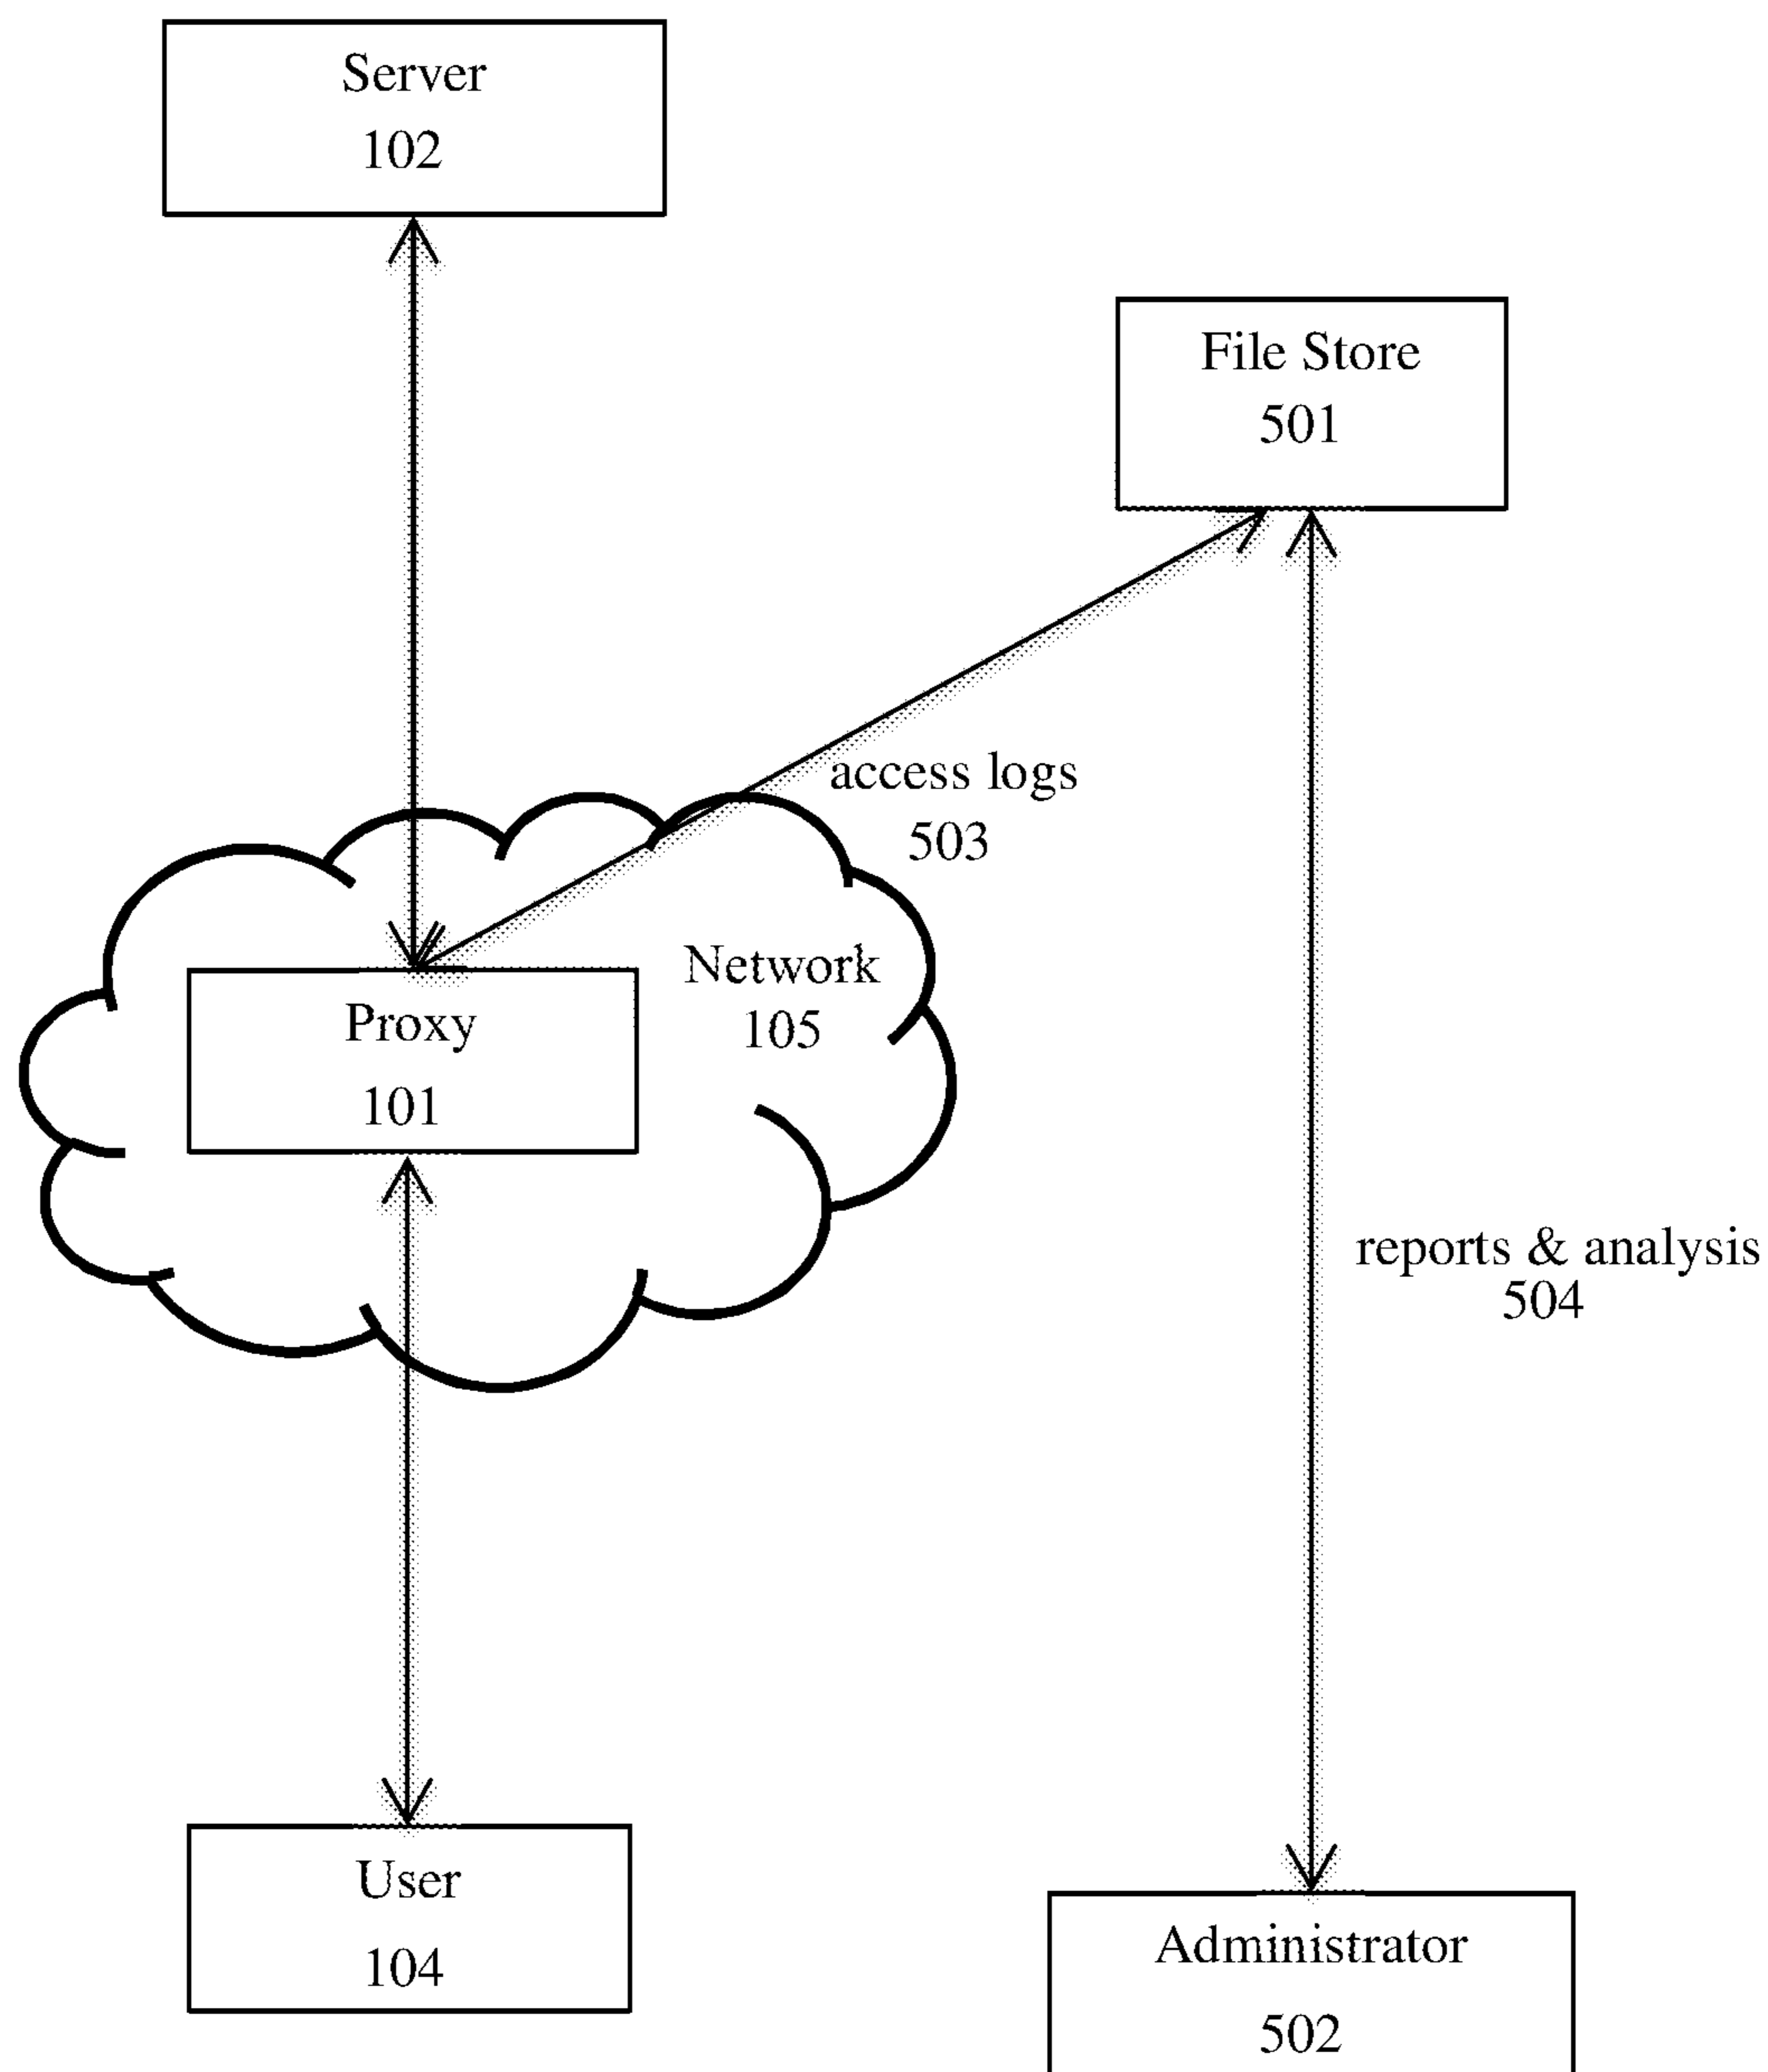 Server
102
File Store
501
access logs
503
Network
105
Proxy
101
reports & analysis
504
User
104
Administrator
502